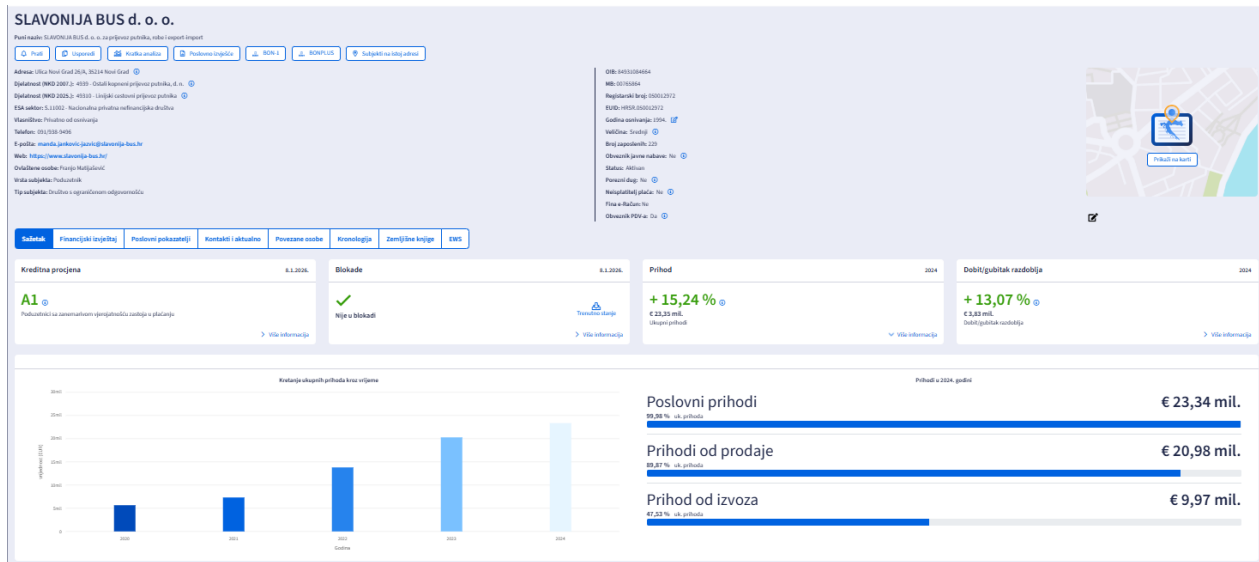 SLAVONIJA BUS d. o. o.
Puni naziv: SLAVONIJA BUS d. o. o. za prijevoz putnika, robe i export-import
Prati
Usporedi
Kratka analiza
Poslovno izvješće
BON-1
BONPLUS
Subjekti na istoj adresi
Adresa: Ulica Novi Grad 26/A, 35214 Novi Grad
Djelatnost (NKD 2007.): 4939 - Ostali kopneni prijevoz putnika, d. n.
Djelatnost (NKD 2025.): 49310 - Linijski cestovni prijevoz putnika
ESA sektor: S.11002 - Nacionalna privatna nefinancijska društva
Vlasništvo: Privatno od osnivanja
Telefon: 091/938-9496
E-pošta: manda.jankovic-jazvic@slavonija-bus.hr
Web: https://www.slavonija-bus.hr/
Ovlaštene osobe: Franjo Matijašević
Vrsta subjekta: Poduzetnik
Tip subjekta: Društvo s ograničenom odgovornošću
OIB: 84931084664
MB: 00765864
Registarski broj: 050012972
EUID: HRSR.050012972
Godina osnivanja: 1994.
Veličina: Srednji
Broj zaposlenih: 229
Obveznik javne nabave: Ne
Status: Aktivan
Porezni dug: Ne
Neisplatitelj plaća: Ne
Fina e-Račun: Ne
Obveznik PDV-a: Da
Prikaži na karti
Sažetak
Financijski izvještaj
Poslovni pokazatelji
Kontakti i aktualno
Povezane osobe
Kronologija
Zemljišne knjige
EWS
Kreditna procjena 8.1.2026.
A1
Poduzetnici sa zanemarivom vjerojatnošću zastoja u plaćanju
Više informacija
Blokade 8.1.2026.
Nije u blokadi
Trenutno stanje
Više informacija
Prihod 2024
+ 15,24 %
€ 23,35 mil.
Ukupni prihodi
Više informacija
Dobit/gubitak razdoblja 2024
+ 13,07 %
€ 3,83 mil.
Dobit/gubitak razdoblja
Više informacija
Kretanje ukupnih prihoda kroz vrijeme
30mil
25mil
20mil
15mil
10mil
5mil
0
2020 2021 2022 2023 2024
Godina
Prihodi u 2024. godini
Poslovni prihodi € 23,34 mil.
99,96 % uk. prihoda
Prihodi od prodaje € 20,98 mil.
89,87 % uk. prihoda
Prihod od izvoza € 9,97 mil.
47,53 % uk. prihoda